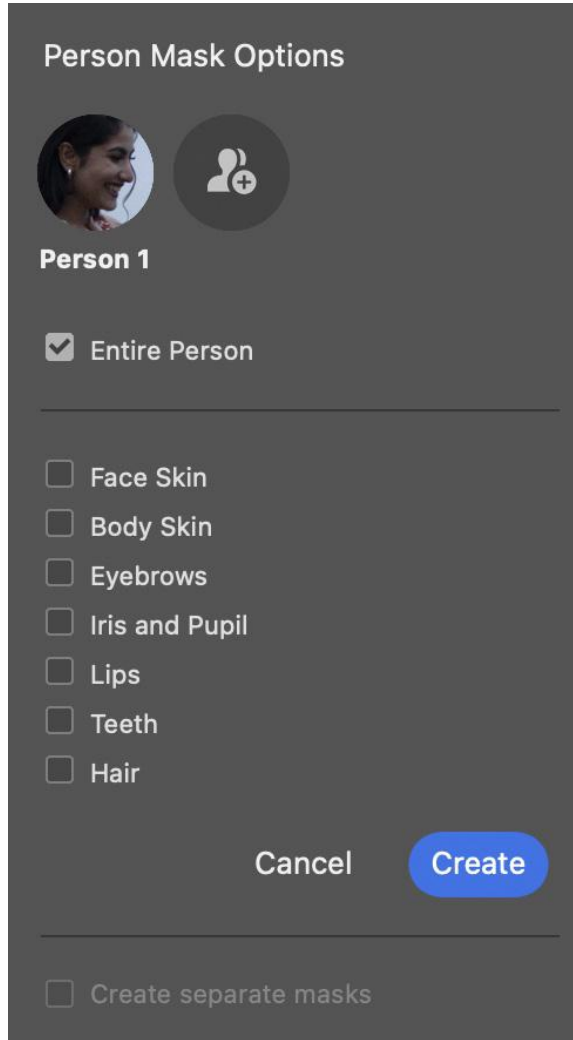 Person Mask Options
Person 1
Entire Person
Face Skin
Body Skin
Eyebrows
Iris and Pupil
Lips
Teeth
Hair
Cancel Create
Create separate masks